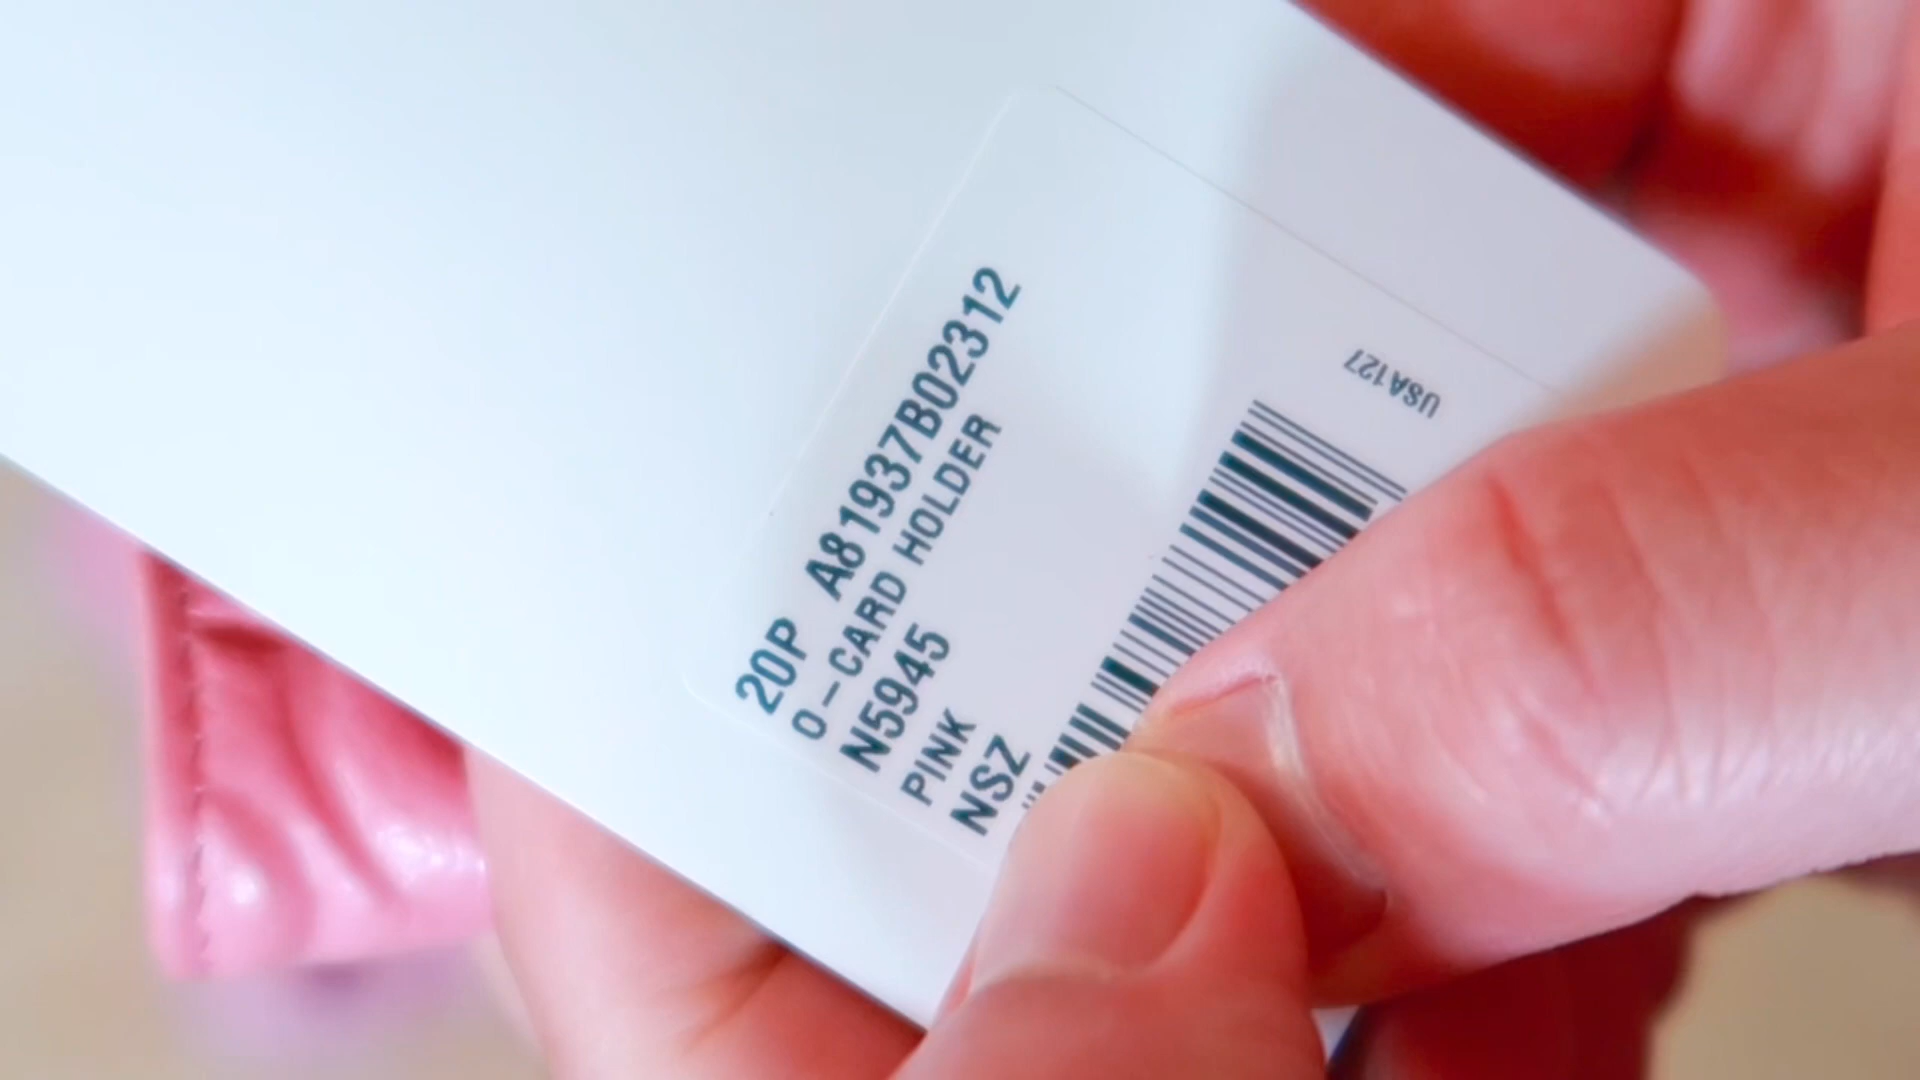 20P A81937B02312
O-CARD HOLDER
N5945
PINK
NSZ
USA127